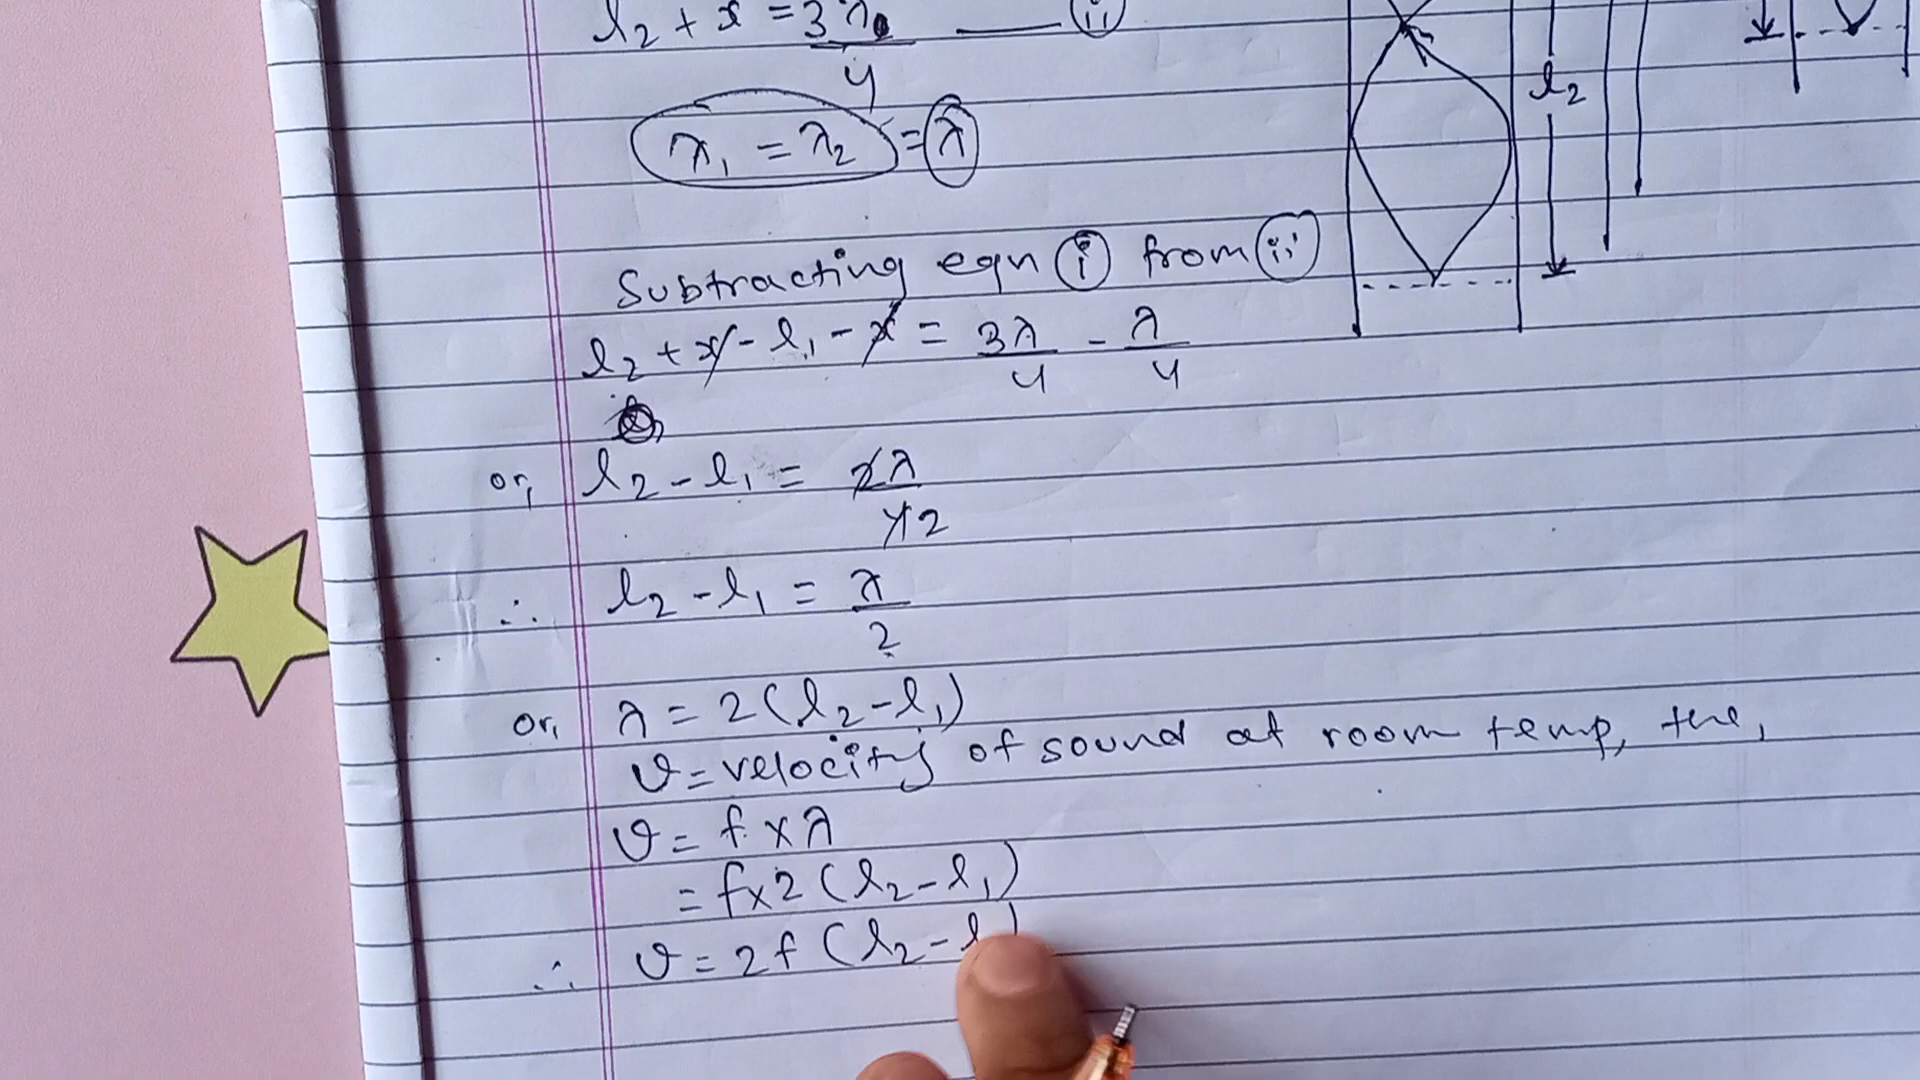 l₂ + x = 3λ/4 —— (ii)
l₂
λ₁ = λ₂ = λ
Subtracting eqn (i) from (ii)
l₂ + x - l₁ - x = 3λ/4 - λ/4
or, l₂ - l₁ = 2λ/4 2
∴ l₂ - l₁ = λ/2
or, λ = 2(l₂ - l₁)
v = velocity of sound at room temp, the,
v = f x λ
= f x 2 (l₂ - l₁)
∴ v = 2f (l₂ - l